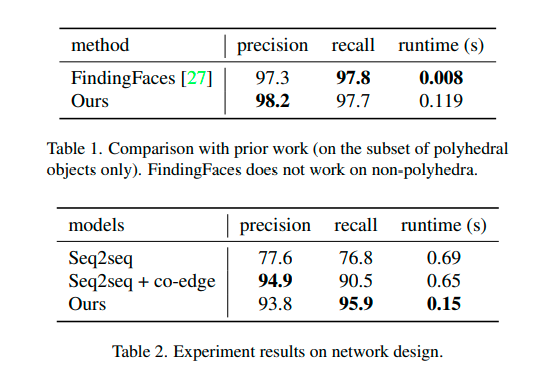 method precision recall runtime (s)
FindingFaces [27] 97.3 97.8 0.008
Ours 98.2 97.7 0.119
Table 1. Comparison with prior work (on the subset of polyhedral
objects only). FindingFaces does not work on non-polyhedra.
models precision recall runtime (s)
Seq2seq 77.6 76.8 0.69
Seq2seq + co-edge 94.9 90.5 0.65
Ours 93.8 95.9 0.15
Table 2. Experiment results on network design.